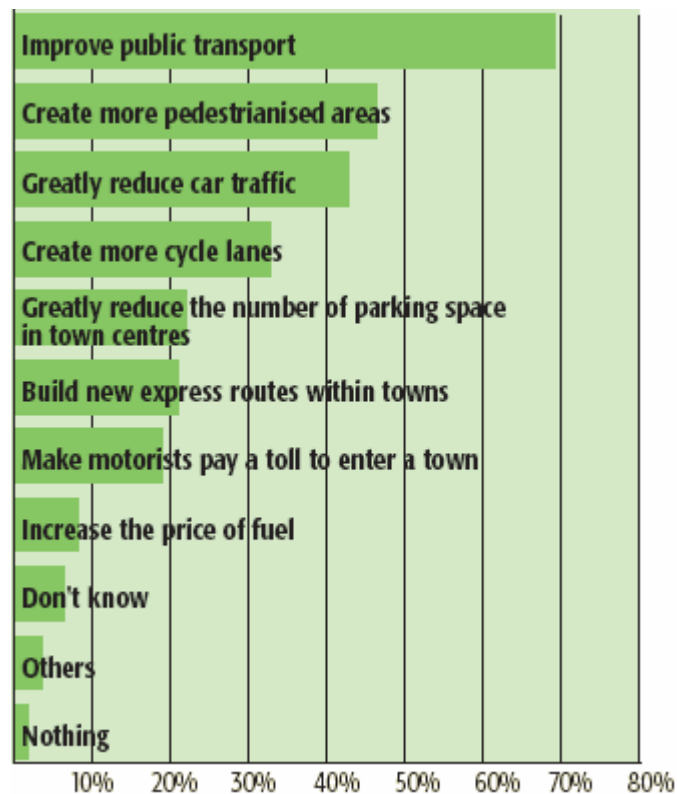 Improve public transport
Create more pedestrianised areas
Greatly reduce car traffic
Create more cycle lanes
Greatly reduce the number of parking space
in town centres
Build new express routes within towns
Make motorists pay a toll to enter a town
Increase the price of fuel
Don't know
Others
Nothing
10% 20% 30% 40% 50% 60% 70% 80%